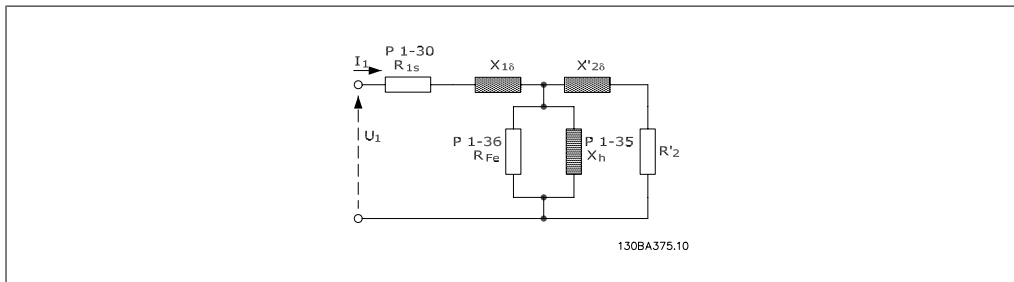 P 1-30
I1
R1s
X1δ
X'2δ
U1
P 1-36
RFe
P 1-35
Xh
R'2
130BA375.10